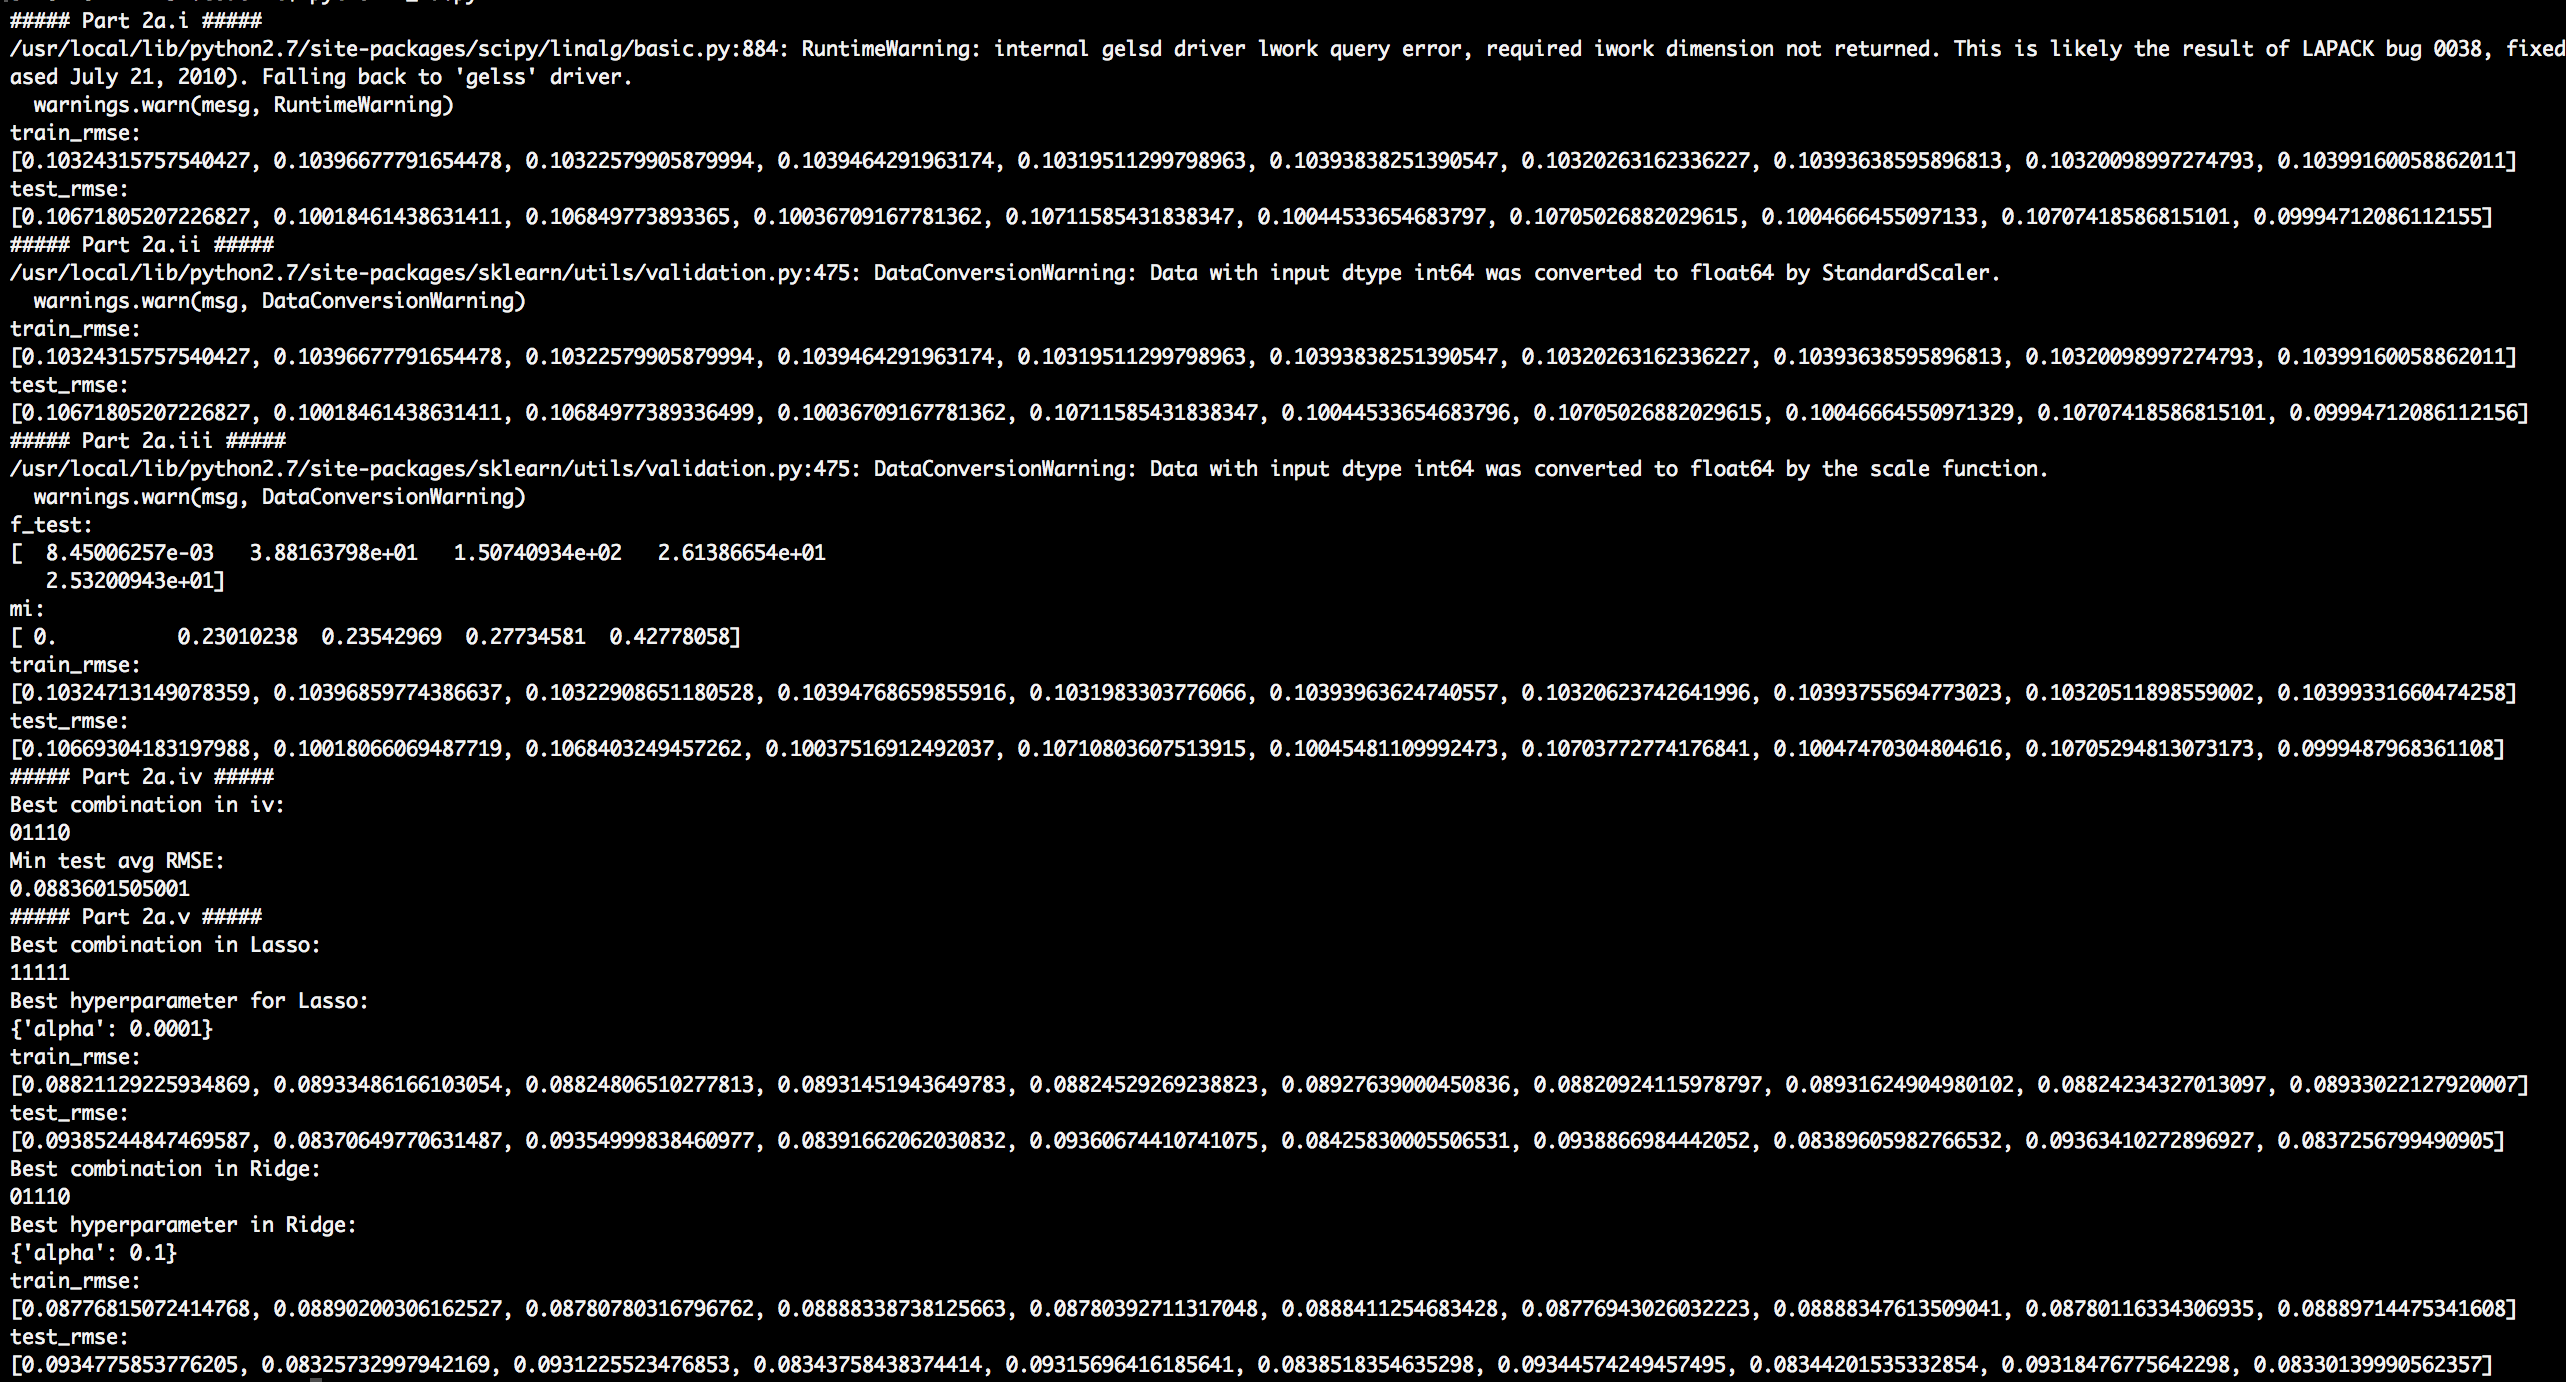 ##### Part 2a.i #####
/usr/local/lib/python2.7/site-packages/scipy/linalg/basic.py:884: RuntimeWarning: internal gelsd driver lwork query error, required iwork dimension not returned. This is likely the result of LAPACK bug 0038, fixed
ased July 21, 2010). Falling back to 'gelss' driver.
  warnings.warn(mesg, RuntimeWarning)
train_rmse:
[0.10324315757540427, 0.10396677791654478, 0.10322579905879994, 0.1039464291963174, 0.10319511299798963, 0.10393838251390547, 0.10320263162336227, 0.10393638595896813, 0.10320098997274793, 0.10399160058862011]
test_rmse:
[0.10671805207226827, 0.10018461438631411, 0.106849773893365, 0.10036709167781362, 0.10711585431838347, 0.10044533654683797, 0.10705026882029615, 0.1004666455097133, 0.10707418586815101, 0.09994712086112155]
##### Part 2a.ii #####
/usr/local/lib/python2.7/site-packages/sklearn/utils/validation.py:475: DataConversionWarning: Data with input dtype int64 was converted to float64 by StandardScaler.
  warnings.warn(msg, DataConversionWarning)
train_rmse:
[0.10324315757540427, 0.10396677791654478, 0.10322579905879994, 0.1039464291963174, 0.10319511299798963, 0.10393838251390547, 0.10320263162336227, 0.10393638595896813, 0.10320098997274793, 0.10399160058862011]
test_rmse:
[0.10671805207226827, 0.10018461438631411, 0.10684977389336499, 0.10036709167781362, 0.10711585431838347, 0.10044533654683796, 0.10705026882029615, 0.10046664550971329, 0.10707418586815101, 0.09994712086112156]
##### Part 2a.iii #####
/usr/local/lib/python2.7/site-packages/sklearn/utils/validation.py:475: DataConversionWarning: Data with input dtype int64 was converted to float64 by the scale function.
  warnings.warn(msg, DataConversionWarning)
f_test:
[  8.45006257e-03   3.88163798e+01   1.50740934e+02   2.61386654e+01
   2.53200943e+01]
mi:
[ 0.          0.23010238  0.23542969  0.27734581  0.42778058]
train_rmse:
[0.10324713149078359, 0.10396859774386637, 0.10322908651180528, 0.10394768659855916, 0.1031983303776066, 0.10393963624740557, 0.10320623742641996, 0.10393755694773023, 0.10320511898559002, 0.10399331660474258]
test_rmse:
[0.10669304183197988, 0.10018066069487719, 0.1068403249457262, 0.10037516912492037, 0.10710803607513915, 0.10045481109992473, 0.10703772774176841, 0.10047470304804616, 0.10705294813073173, 0.0999487968361108]
##### Part 2a.iv #####
Best combination in iv:
01110
Min test avg RMSE:
0.0883601505001
##### Part 2a.v #####
Best combination in Lasso:
11111
Best hyperparameter for Lasso:
{'alpha': 0.0001}
train_rmse:
[0.08821129225934869, 0.08933486166103054, 0.08824806510277813, 0.08931451943649783, 0.08824529269238823, 0.08927639000450836, 0.08820924115978797, 0.08931624904980102, 0.08824234327013097, 0.08933022127920007]
test_rmse:
[0.09385244847469587, 0.08370649770631487, 0.09354999838460977, 0.08391662062030832, 0.09360674410741075, 0.08425830005506531, 0.0938866984442052, 0.08389605982766532, 0.09363410272896927, 0.0837256799490905]
Best combination in Ridge:
01110
Best hyperparameter in Ridge:
{'alpha': 0.1}
train_rmse:
[0.08776815072414768, 0.08890200306162527, 0.08780780316796762, 0.08888338738125663, 0.08780392711317048, 0.0888411254683428, 0.08776943026032223, 0.08888347613509041, 0.08780116334306935, 0.08889714475341608]
test_rmse:
[0.0934775853776205, 0.08325732997942169, 0.0931225523476853, 0.08343758438374414, 0.09315696416185641, 0.0838518354635298, 0.09344574249457495, 0.08344201535332854, 0.09318476775642298, 0.08330139990562357]